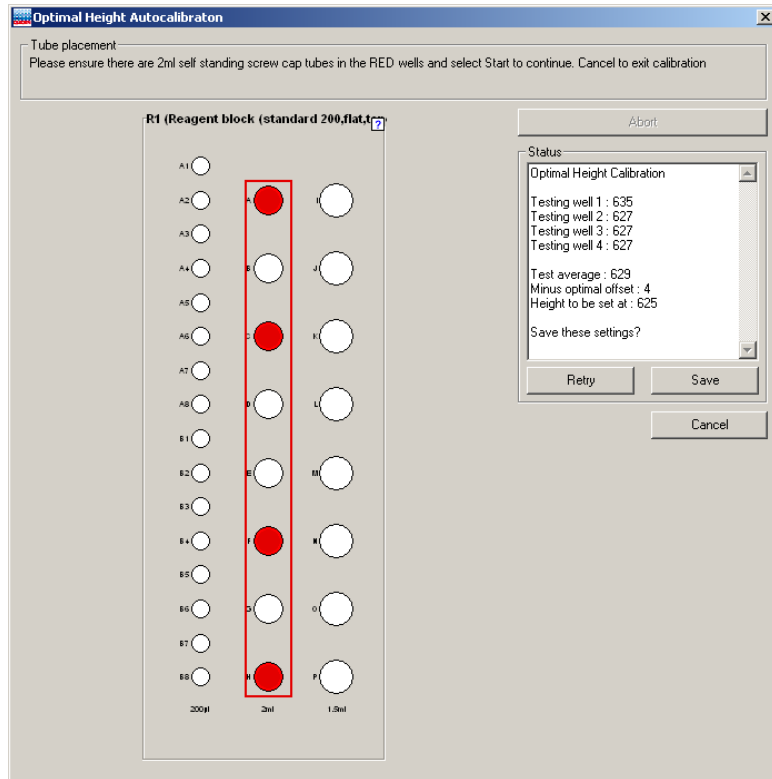 Optimal Height Autocalibraton
Tube placement
Please ensure there are 2ml self standing screw cap tubes in the RED wells and select Start to continue. Cancel to exit calibration
R1 (Reagent block (standard 200,flat,
?
Abort
Status
Optimal Height Calibration
Testing well 1 : 635
Testing well 2 : 627
Testing well 3 : 627
Testing well 4 : 627
Test average : 629
Minus optimal offset : 4
Height to be set at : 625
Save these settings?
Retry
Save
Cancel
A1
A2 A I
A3
A4 B J
A5
A6 C K
A7
A8 D L
B1
B2 E M
B3
B4 F N
B5
B6 G O
B7
B8 H P
200µl 2ml 1.5ml